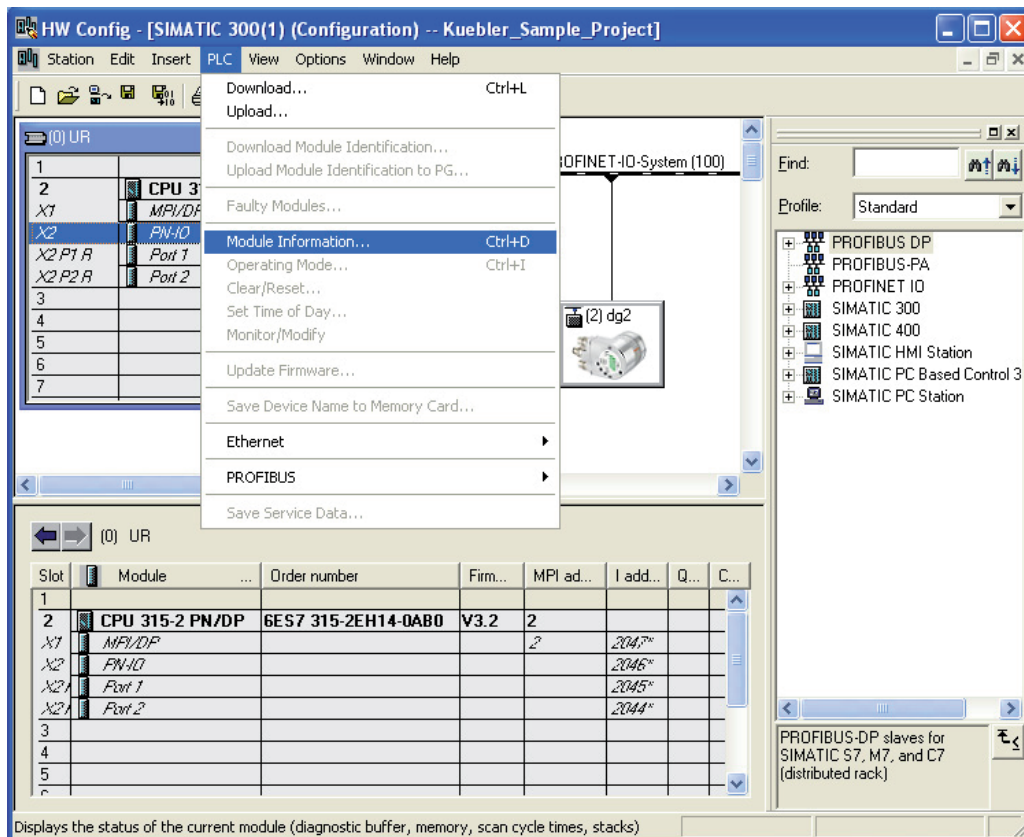 HW Config - [SIMATIC 300(1) (Configuration) -- Kuebler_Sample_Project]
Station Edit Insert PLC View Options Window Help
Download... Ctrl+L
Upload...
Download Module Identification...
Upload Module Identification to PG...
Faulty Modules...
Module Information... Ctrl+D
Operating Mode... Ctrl+I
Clear/Reset...
Set Time of Day...
Monitor/Modify
Update Firmware...
Save Device Name to Memory Card...
Ethernet
PROFIBUS
Save Service Data...
(0) UR
1
2 CPU 3
X1 MPI/DP
X2 PN-IO
X2 P1 R Port 1
X2 P2 R Port 2
3
4
5
6
7
ROFINET-IO-System (100)
(2) dg2
Find:
Profile: Standard
PROFIBUS DP
PROFIBUS-PA
PROFINET IO
SIMATIC 300
SIMATIC 400
SIMATIC HMI Station
SIMATIC PC Based Control 3
SIMATIC PC Station
(0) UR
Slot Module ... Order number Firm... MPI ad... I add... Q... C...
1
2 CPU 315-2 PN/DP 6ES7 315-2EH14-0AB0 V3.2 2
X1 MPI/DP 2 2047*
X2 PN-IO 2046*
X2 Port 1 2045*
X2 Port 2 2044*
3
4
5
PROFIBUS-DP slaves for
SIMATIC S7, M7, and C7
(distributed rack)
Displays the status of the current module (diagnostic buffer, memory, scan cycle times, stacks)